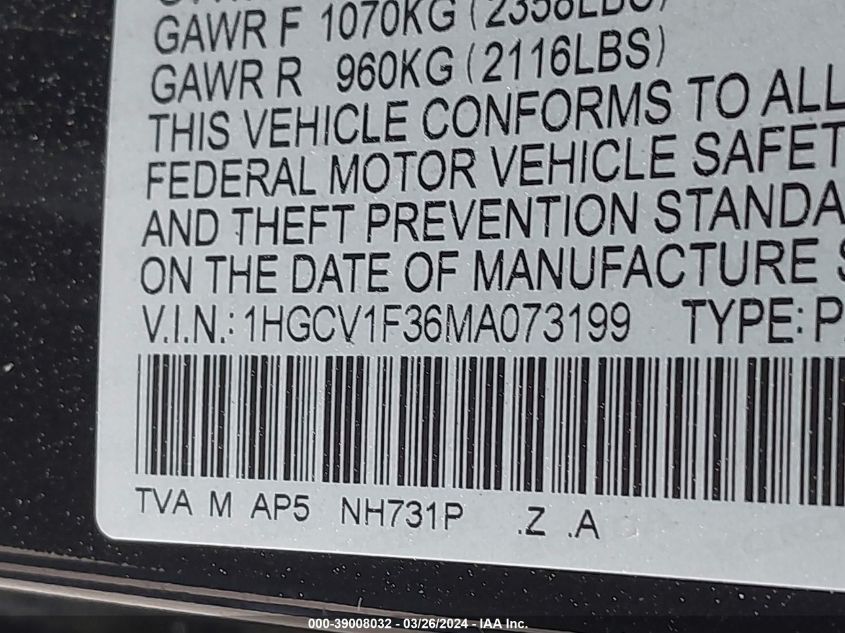 GAWR F 1070KG (2358LBS)
GAWR R 960KG (2116LBS)
THIS VEHICLE CONFORMS TO ALL
FEDERAL MOTOR VEHICLE SAFET
AND THEFT PREVENTION STANDA
ON THE DATE OF MANUFACTURE S
V.I.N.: 1HGCV1F36MA073199 TYPE: P
TVA M AP5 NH731P .Z .A
000-39008032 - 03/26/2024 - IAA Inc.